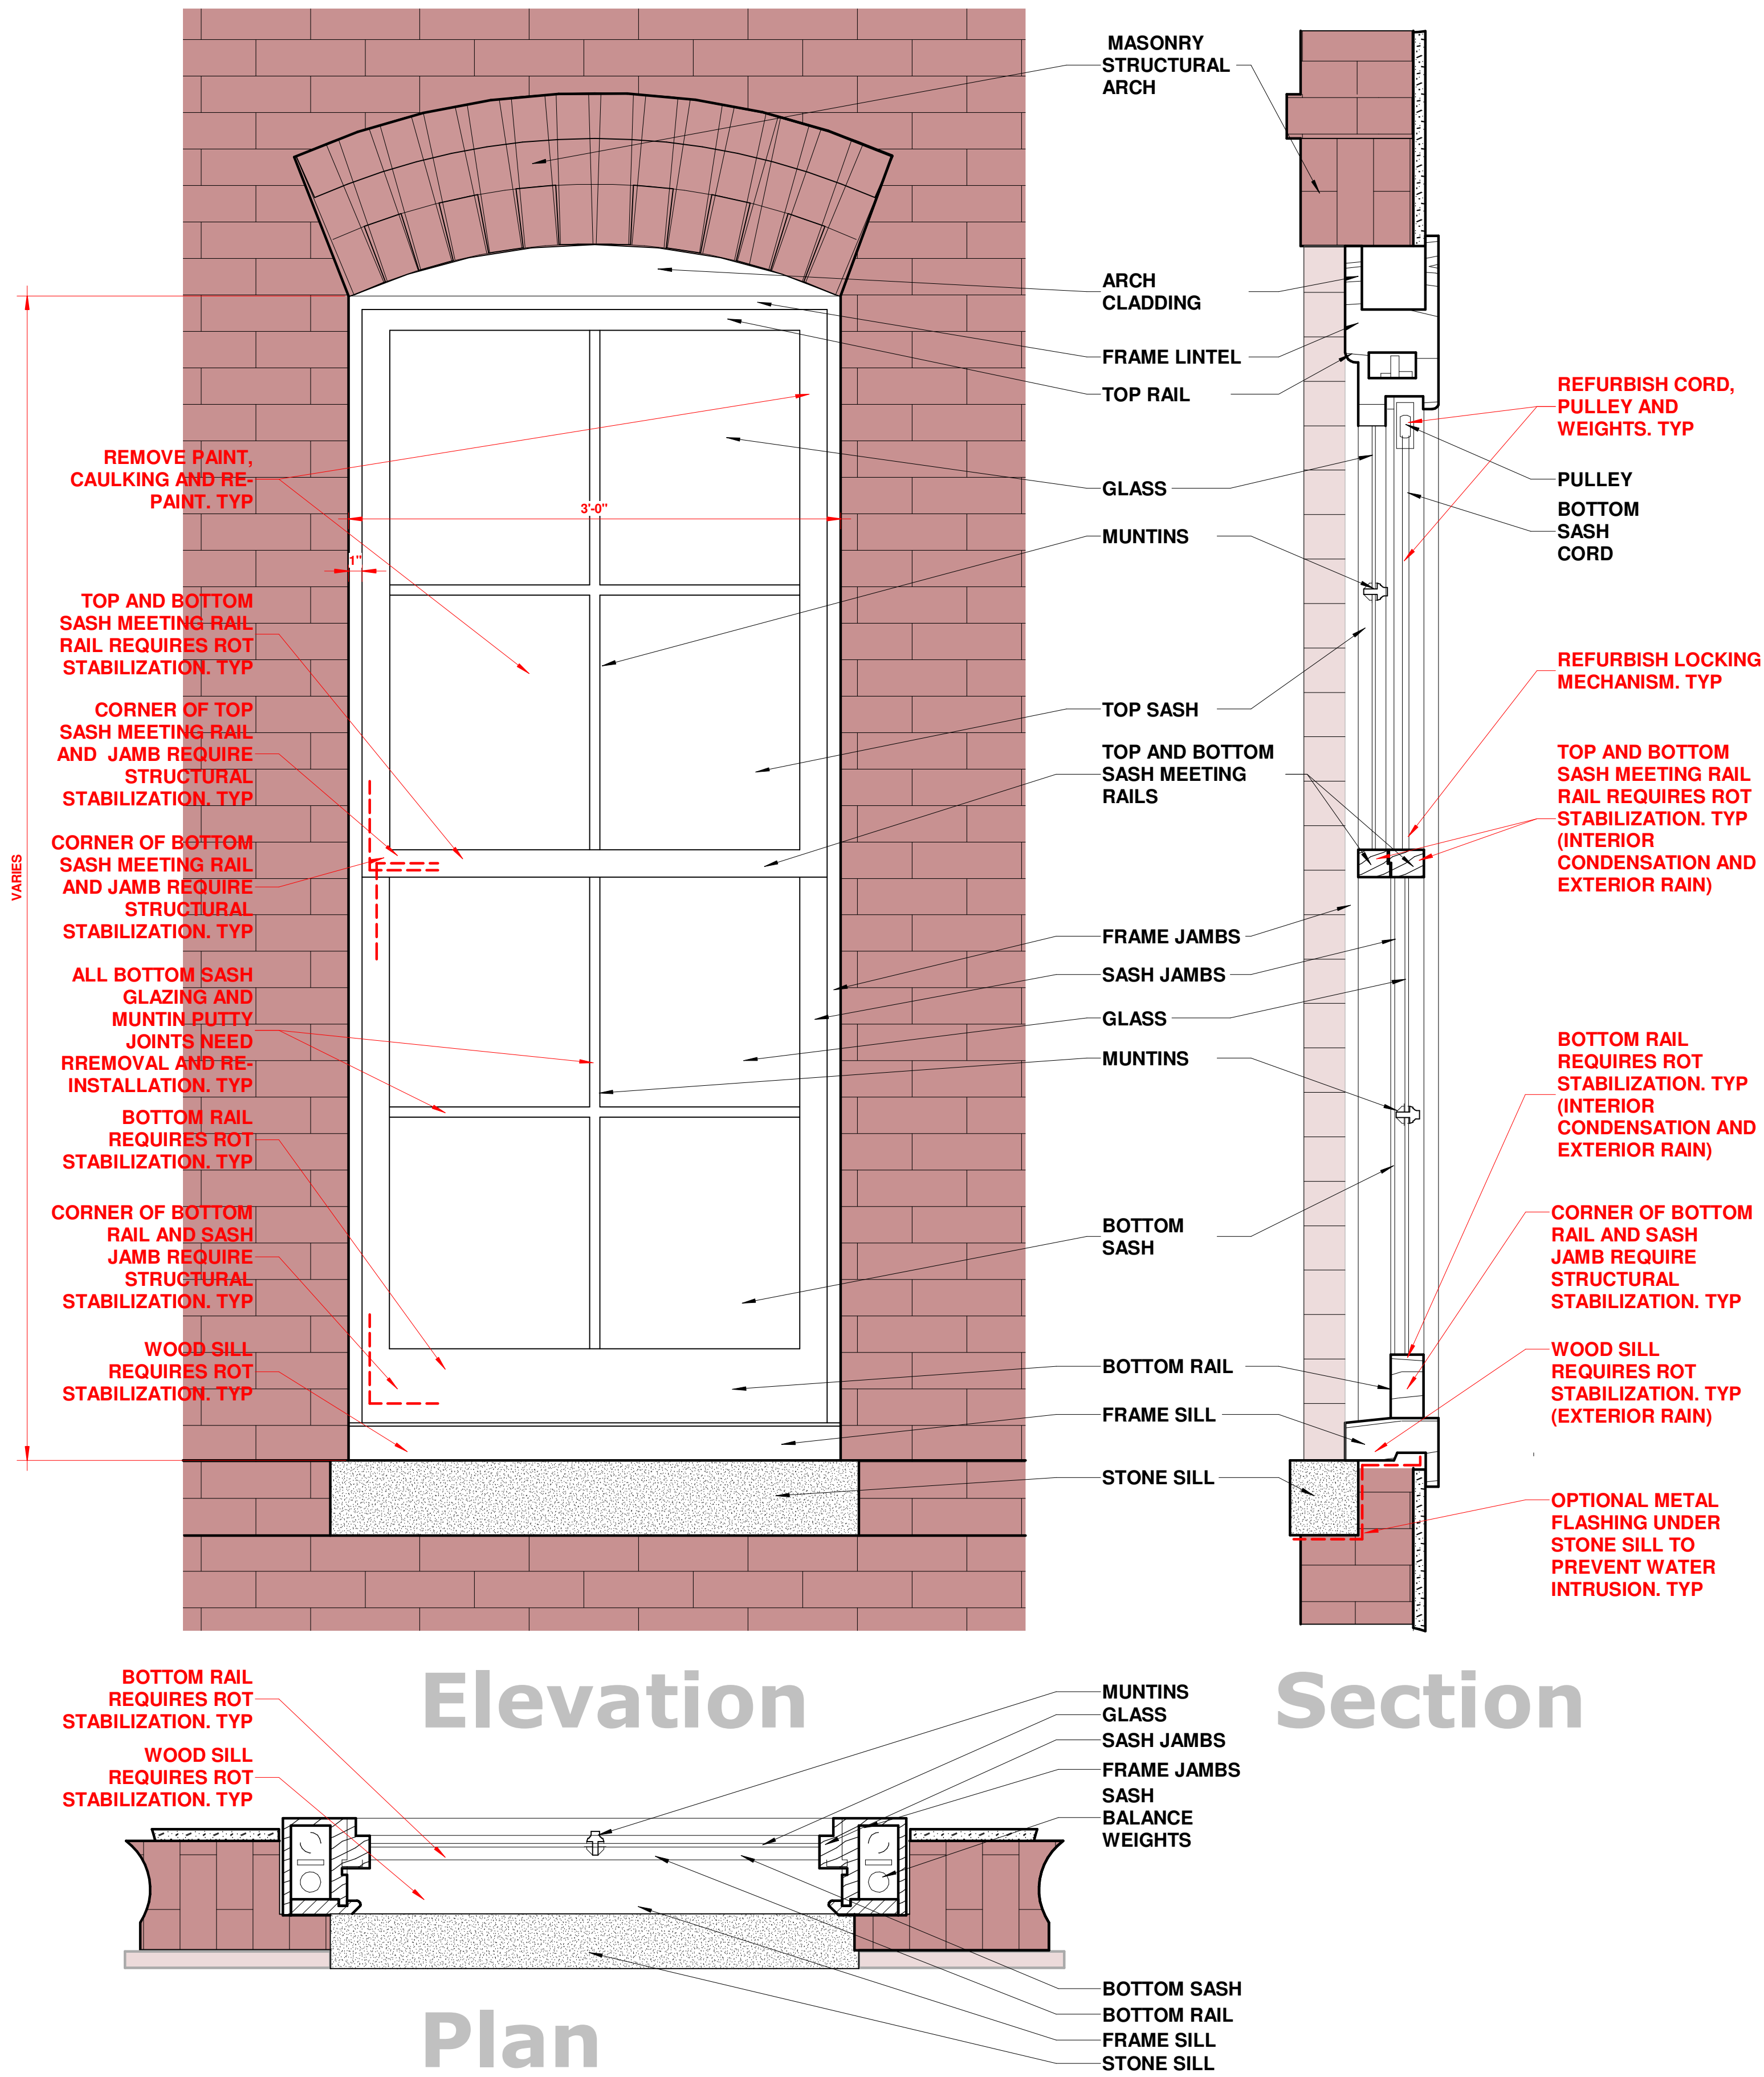 MASONRY
STRUCTURAL
ARCH
ARCH
CLADDING
FRAME LINTEL
TOP RAIL
GLASS
MUNTINS
TOP SASH
TOP AND BOTTOM
SASH MEETING
RAILS
FRAME JAMBS
SASH JAMBS
GLASS
MUNTINS
BOTTOM
SASH
BOTTOM RAIL
FRAME SILL
STONE SILL
REMOVE PAINT,
CAULKING AND RE-
PAINT. TYP
3'-0"
1"
VARIES
TOP AND BOTTOM
SASH MEETING RAIL
RAIL REQUIRES ROT
STABILIZATION. TYP
CORNER OF TOP
SASH MEETING RAIL
AND JAMB REQUIRE
STRUCTURAL
STABILIZATION. TYP
CORNER OF BOTTOM
SASH MEETING RAIL
AND JAMB REQUIRE
STRUCTURAL
STABILIZATION. TYP
ALL BOTTOM SASH
GLAZING AND
MUNTIN PUTTY
JOINTS NEED
RREMOVAL AND RE-
INSTALLATION. TYP
BOTTOM RAIL
REQUIRES ROT
STABILIZATION. TYP
CORNER OF BOTTOM
RAIL AND SASH
JAMB REQUIRE
STRUCTURAL
STABILIZATION. TYP
WOOD SILL
REQUIRES ROT
STABILIZATION. TYP
REFURBISH CORD,
PULLEY AND
WEIGHTS. TYP
PULLEY
BOTTOM
SASH
CORD
REFURBISH LOCKING
MECHANISM. TYP
TOP AND BOTTOM
SASH MEETING RAIL
RAIL REQUIRES ROT
STABILIZATION. TYP
(INTERIOR
CONDENSATION AND
EXTERIOR RAIN)
BOTTOM RAIL
REQUIRES ROT
STABILIZATION. TYP
(INTERIOR
CONDENSATION AND
EXTERIOR RAIN)
CORNER OF BOTTOM
RAIL AND SASH
JAMB REQUIRE
STRUCTURAL
STABILIZATION. TYP
WOOD SILL
REQUIRES ROT
STABILIZATION. TYP
(EXTERIOR RAIN)
OPTIONAL METAL
FLASHING UNDER
STONE SILL TO
PREVENT WATER
INTRUSION. TYP
Elevation
Section
BOTTOM RAIL
REQUIRES ROT
STABILIZATION. TYP
WOOD SILL
REQUIRES ROT
STABILIZATION. TYP
MUNTINS
GLASS
SASH JAMBS
FRAME JAMBS
SASH
BALANCE
WEIGHTS
BOTTOM SASH
BOTTOM RAIL
FRAME SILL
STONE SILL
Plan